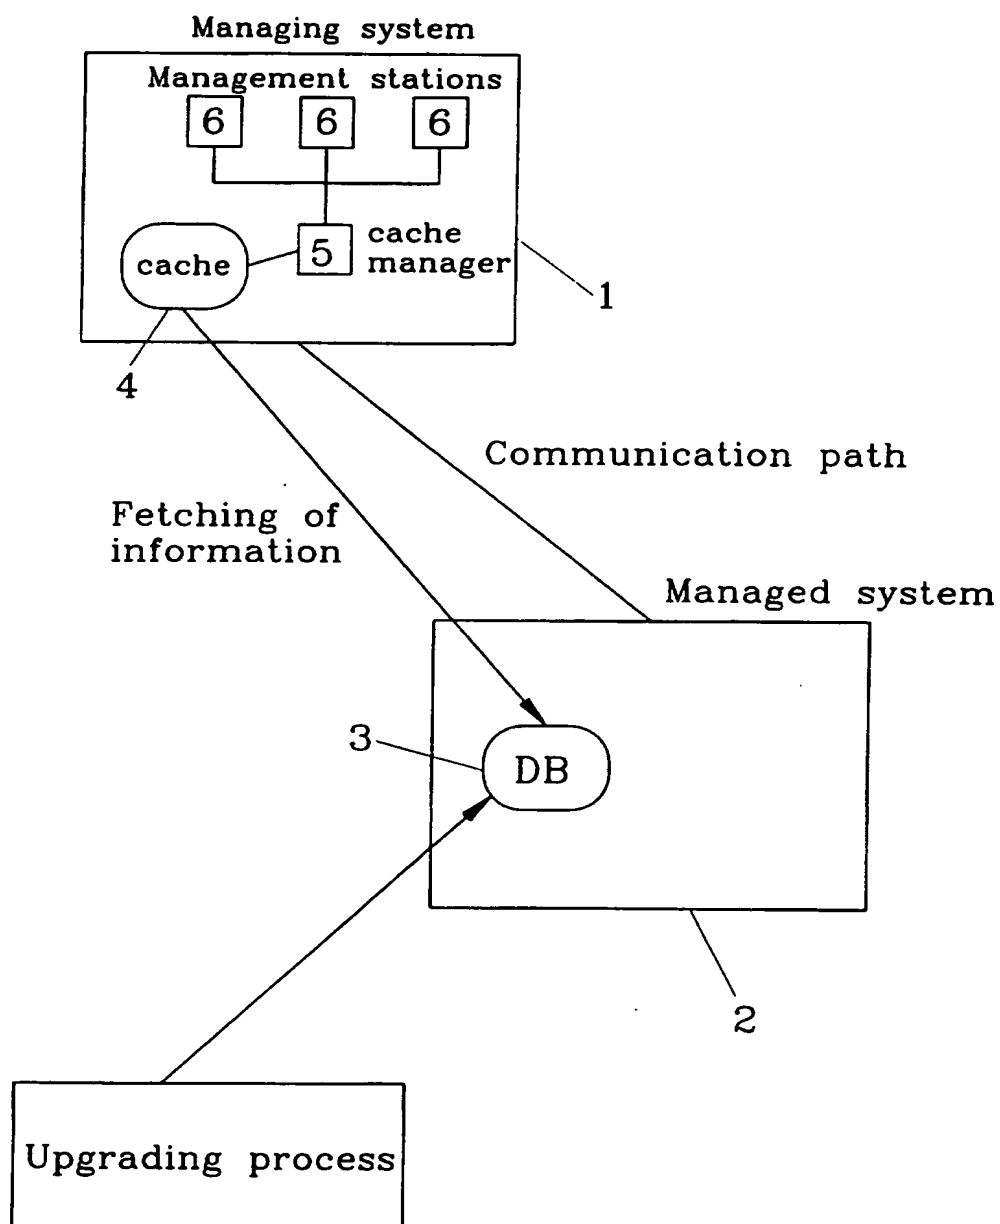 Managing system
Management stations
6 6 6
cache
5
cache
manager
1
4
Communication path
Fetching of
information
Managed system
3
DB
2
Upgrading process